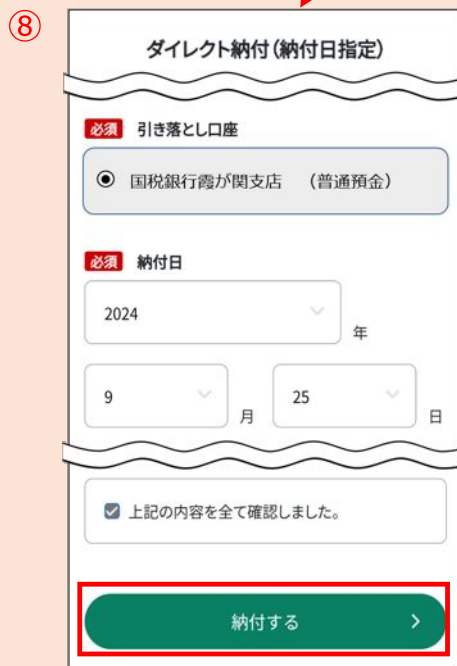 ⑧
ダイレクト納付(納付日指定)
必須 引き落とし口座
国税銀行霞が関支店 (普通預金)
必須 納付日
2024 年
9 月 25 日
上記の内容を全て確認しました。
納付する